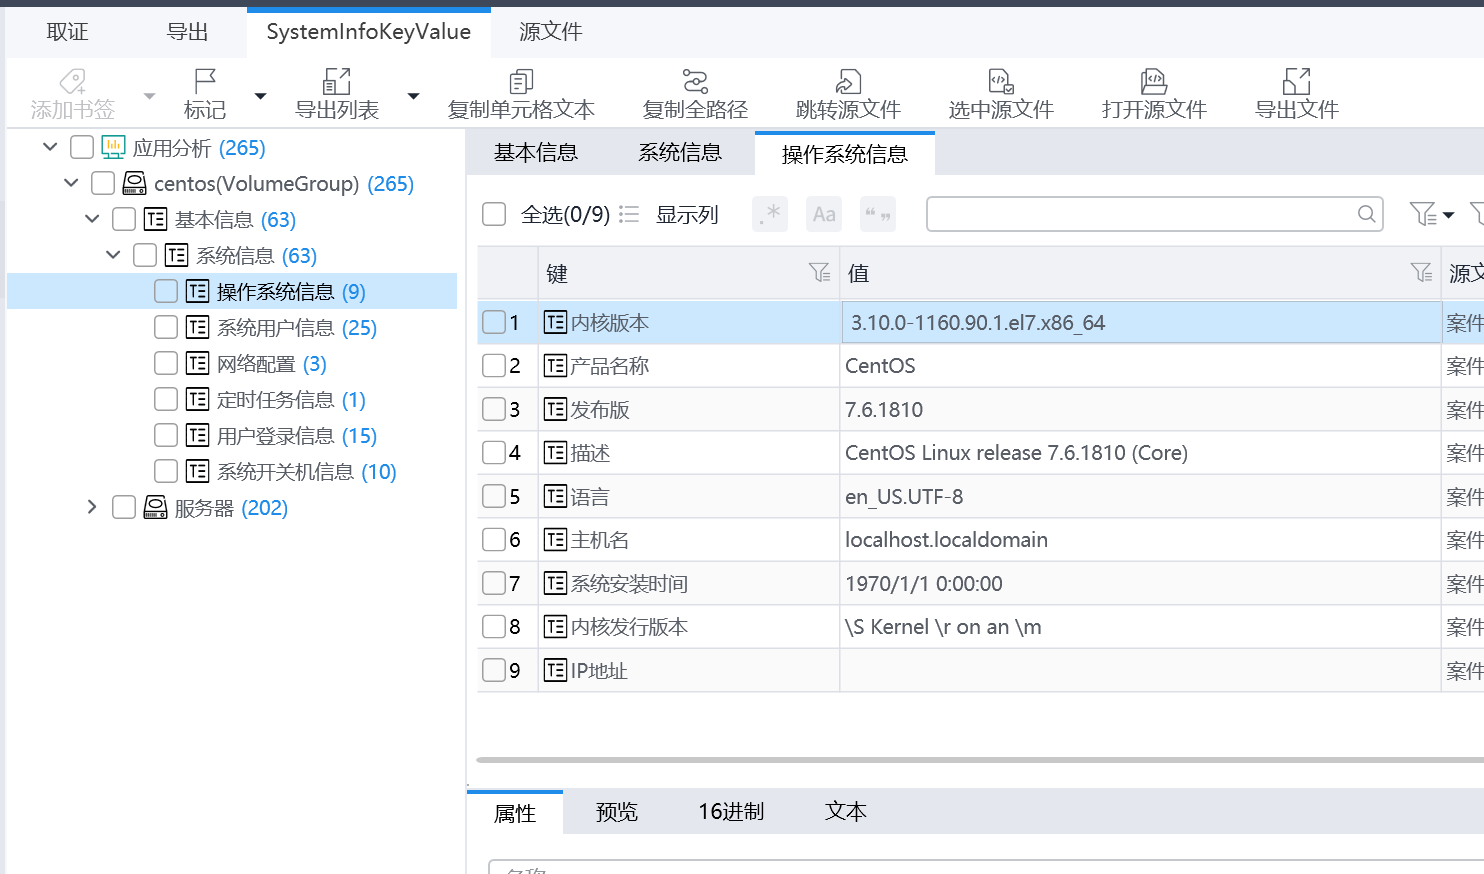 取证 导出 SystemInfoKeyValue 源文件
添加书签 标记 导出列表 复制单元格文本 复制全路径 跳转源文件 选中源文件 打开源文件 导出文件
应用分析 (265)
centos(VolumeGroup) (265)
基本信息 (63)
系统信息 (63)
操作系统信息 (9)
系统用户信息 (25)
网络配置 (3)
定时任务信息 (1)
用户登录信息 (15)
系统开关机信息 (10)
服务器 (202)
基本信息 系统信息 操作系统信息
全选(0/9) 显示列 .* Aa “ ”
键 值 源文
1 内核版本 3.10.0-1160.90.1.el7.x86_64 案件
2 产品名称 CentOS 案件
3 发布版 7.6.1810 案件
4 描述 CentOS Linux release 7.6.1810 (Core) 案件
5 语言 en_US.UTF-8 案件
6 主机名 localhost.localdomain 案件
7 系统安装时间 1970/1/1 0:00:00 案件
8 内核发行版本 \S Kernel \r on an \m 案件
9 IP地址 案件
属性 预览 16进制 文本